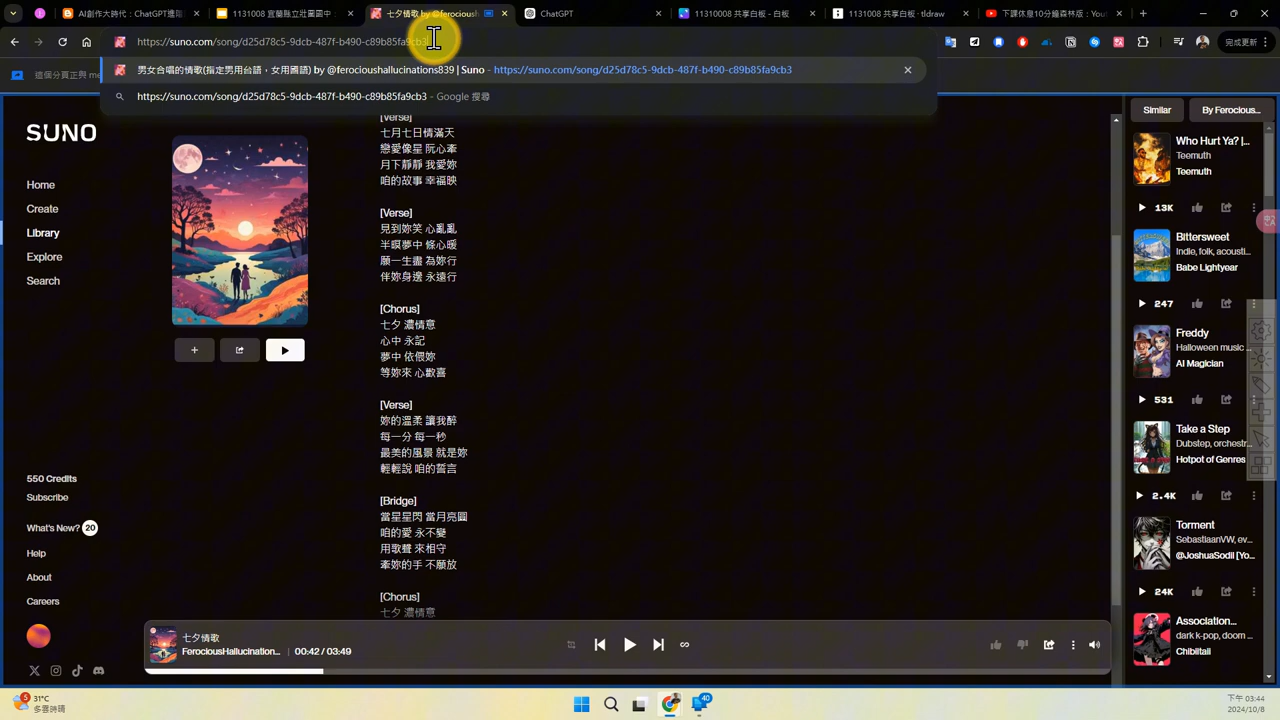 AI創作大時代：ChatGPT進階
1131008 宜蘭縣立壯圍國中
七夕情歌 by @ferocioush
ChatGPT
11310008 共享白板 - 白板
1131008 共享白板 - tldraw
下課休息10分鐘森林版 - You
http://suno.com/song/d25d78c5-9dcb-487f-b490-c89b85fa9cb3
完成更新
男女合唱的情歌(指定男用台語，女用國語) by @ferocioushallucinations839 | Suno - https://suno.com/song/d25d78c5-9dcb-487f-b490-c89b85fa9cb3
https://suno.com/song/d25d78c5-9dcb-487f-b490-c89b85fa9cb3 - Google 搜尋
這個分頁正與 me
SUNO
Home
Create
Library
Explore
Search
550 Credits
Subscribe
What's New? 20
Help
About
Careers
[Verse]
七月七日情滿天
戀愛像星 阮心牽
月下靜靜 我愛妳
咱的故事 幸福映
[Verse]
見到妳笑 心亂亂
半暝夢中 條心暖
願一生盡 為妳行
伴妳身邊 永遠行
[Chorus]
七夕 濃情意
心中 永記
夢中 依偎妳
等妳來 心歡喜
[Verse]
妳的溫柔 讓我醉
每一分 每一秒
最美的風景 就是妳
輕輕說 咱的誓言
[Bridge]
當星星閃 當月亮圓
咱的愛 永不變
用歌聲 來相守
牽妳的手 不願放
[Chorus]
七夕 濃情意
Similar
By Ferocious...
Who Hurt Ya? |...
Teemuth
Teemuth
13K
Bittersweet
Indie, folk, acousti...
Babe Lightyear
247
Freddy
Halloween music ...
AI Magician
531
Take a Step
Dubstep, orchestr...
Hotpot of Genres
2.4K
Torment
SebastiaanVW, ev...
@JoshuaSodil [Yo...
24K
Association...
dark k-pop, doom ...
Chibiitaii
七夕情歌
FerociousHallucination...
00:42 / 03:49
5
31°C
多雲時晴
40
下午 03:44
2024/10/8